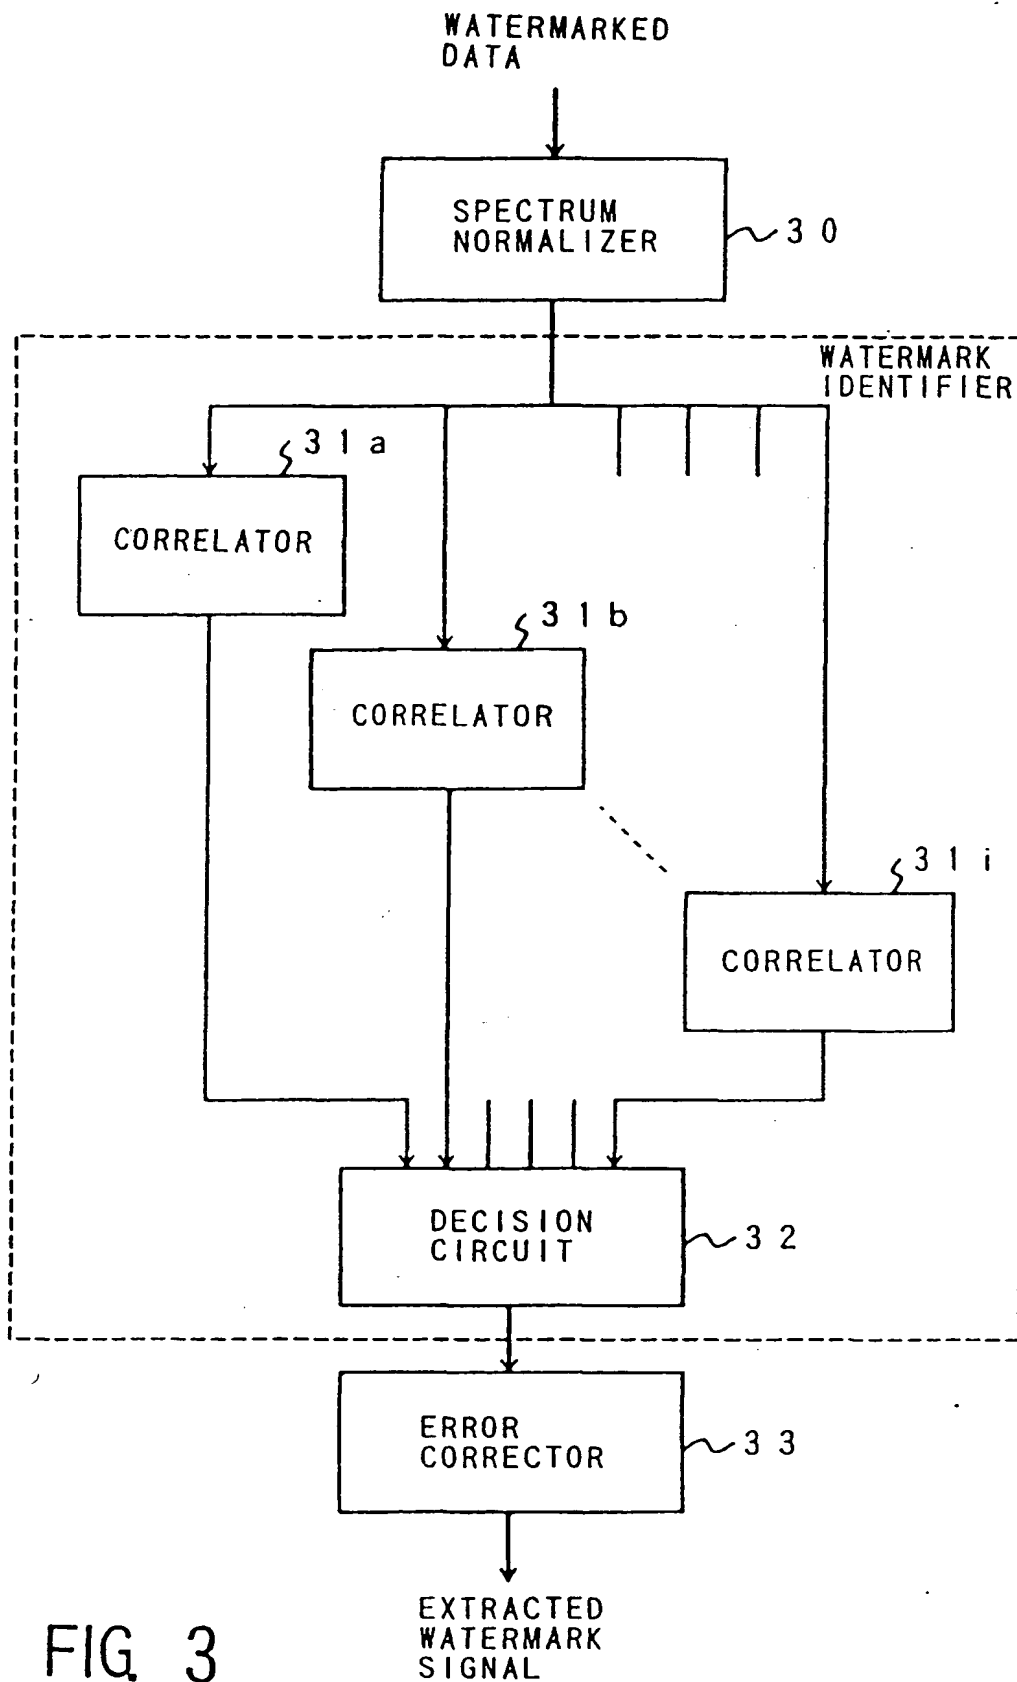 WATERMARKED
DATA
SPECTRUM
NORMALIZER
30
WATERMARK
IDENTIFIER
31a
CORRELATOR
31b
CORRELATOR
31i
CORRELATOR
DECISION
CIRCUIT
32
ERROR
CORRECTOR
33
EXTRACTED
WATERMARK
SIGNAL
FIG. 3